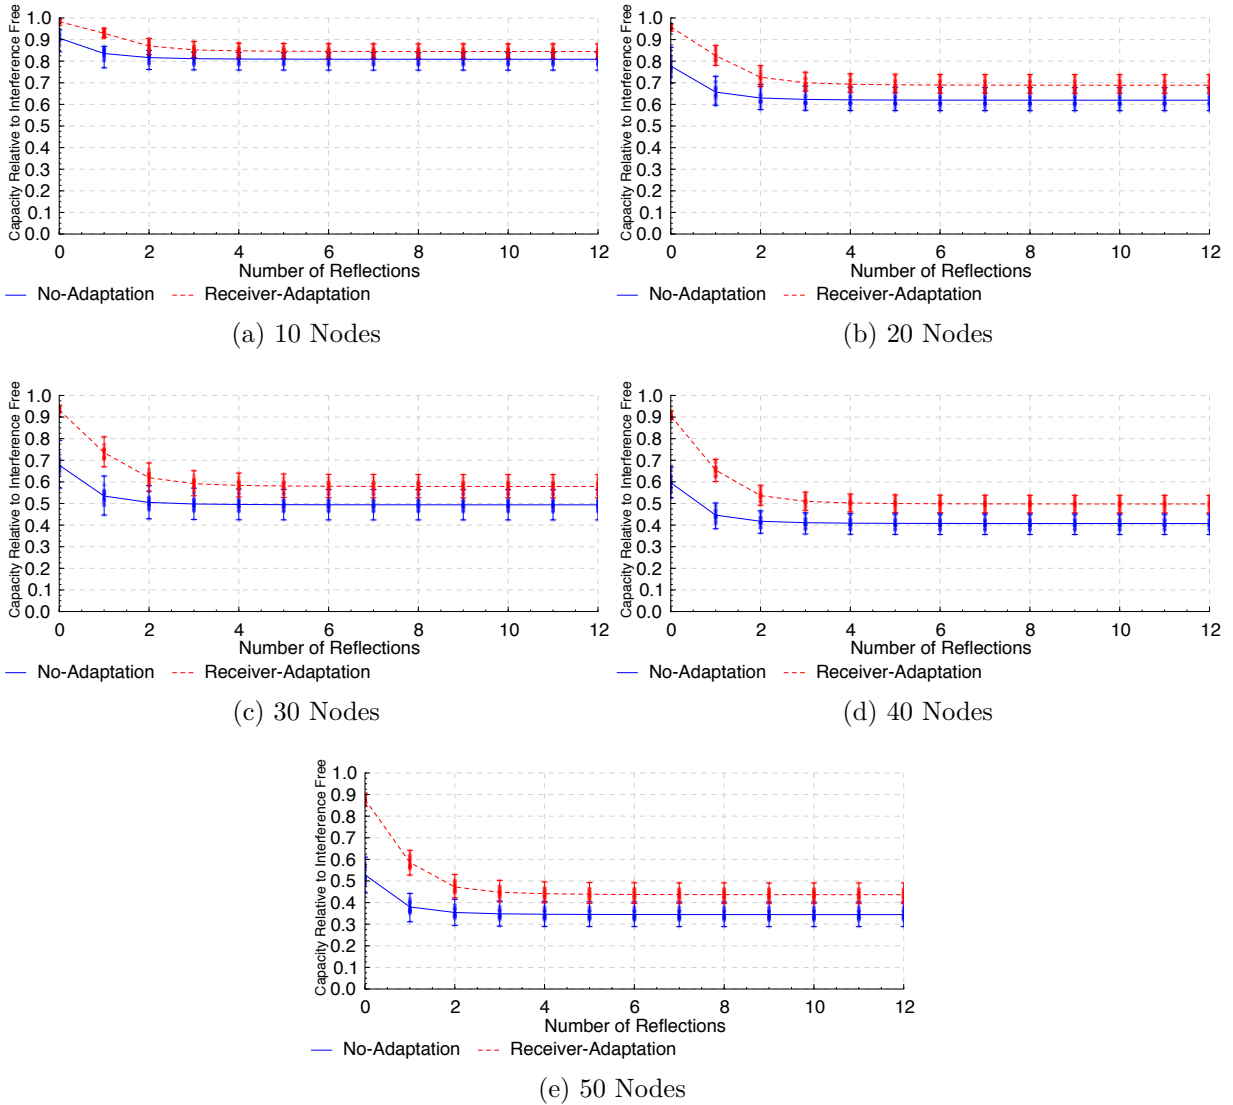 Capacity Relative to Interference Free
1.0
0.9
0.8
0.7
0.6
0.5
0.4
0.3
0.2
0.1
0.0
0 2 4 6 8 10 12
Number of Reflections
No-Adaptation Receiver-Adaptation
(a) 10 Nodes
Capacity Relative to Interference Free
1.0
0.9
0.8
0.7
0.6
0.5
0.4
0.3
0.2
0.1
0.0
0 2 4 6 8 10 12
Number of Reflections
No-Adaptation Receiver-Adaptation
(b) 20 Nodes
Capacity Relative to Interference Free
1.0
0.9
0.8
0.7
0.6
0.5
0.4
0.3
0.2
0.1
0.0
0 2 4 6 8 10 12
Number of Reflections
No-Adaptation Receiver-Adaptation
(c) 30 Nodes
Capacity Relative to Interference Free
1.0
0.9
0.8
0.7
0.6
0.5
0.4
0.3
0.2
0.1
0.0
0 2 4 6 8 10 12
Number of Reflections
No-Adaptation Receiver-Adaptation
(d) 40 Nodes
Capacity Relative to Interference Free
1.0
0.9
0.8
0.7
0.6
0.5
0.4
0.3
0.2
0.1
0.0
0 2 4 6 8 10 12
Number of Reflections
No-Adaptation Receiver-Adaptation
(e) 50 Nodes